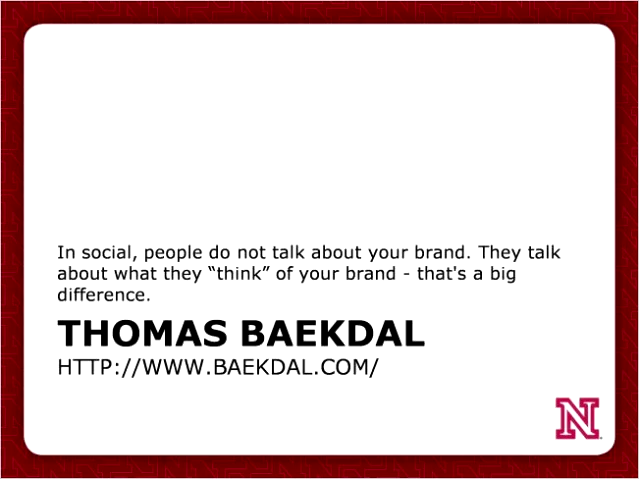 In social, people do not talk about your brand. They talk
about what they “think” of your brand - that's a big
difference.
THOMAS BAEKDAL
HTTP://WWW.BAEKDAL.COM/
N